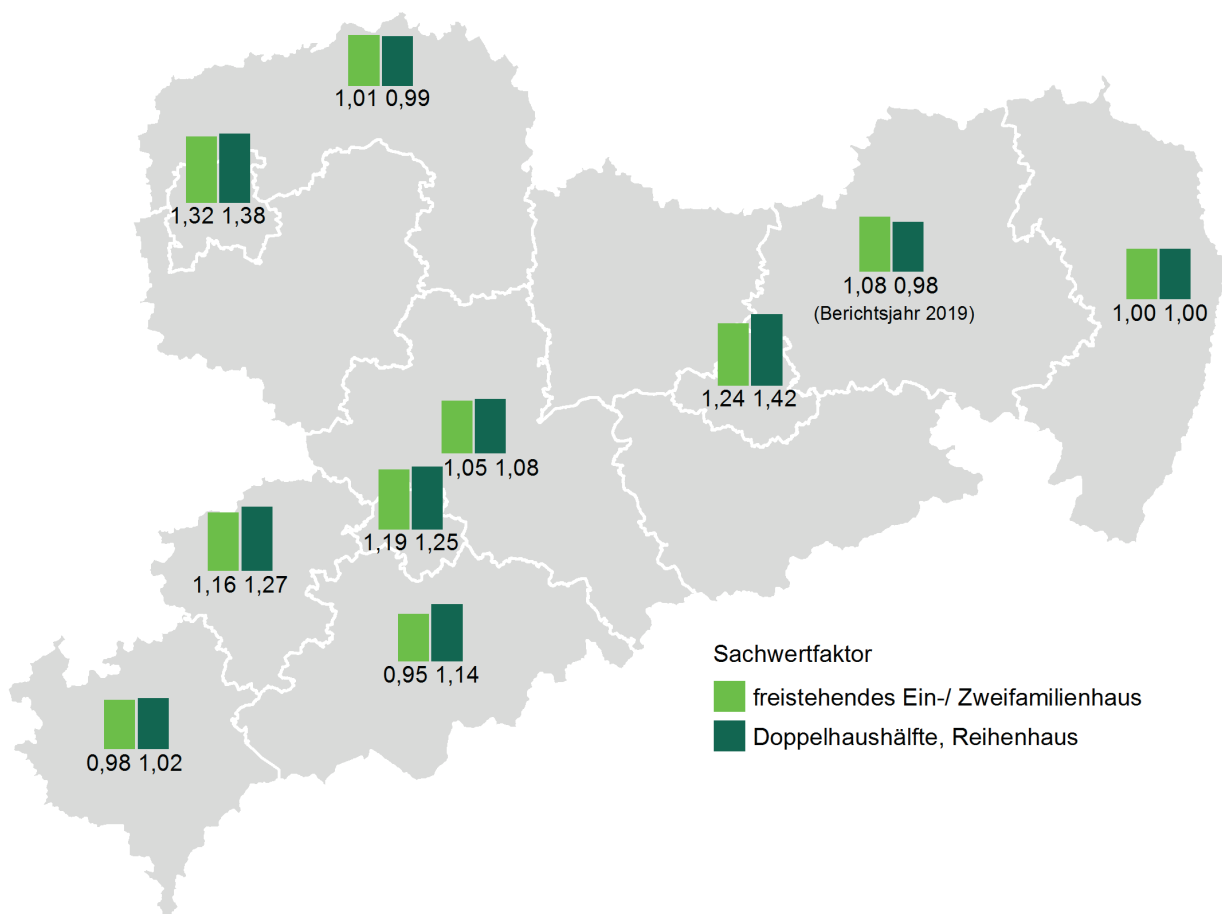 1,01 0,99
1,32 1,38
1,08 0,98
(Berichtsjahr 2019)
1,00 1,00
1,24 1,42
1,05 1,08
1,19 1,25
1,16 1,27
0,95 1,14
0,98 1,02
Sachwertfaktor
freistehendes Ein-/ Zweifamilienhaus
Doppelhaushälfte, Reihenhaus